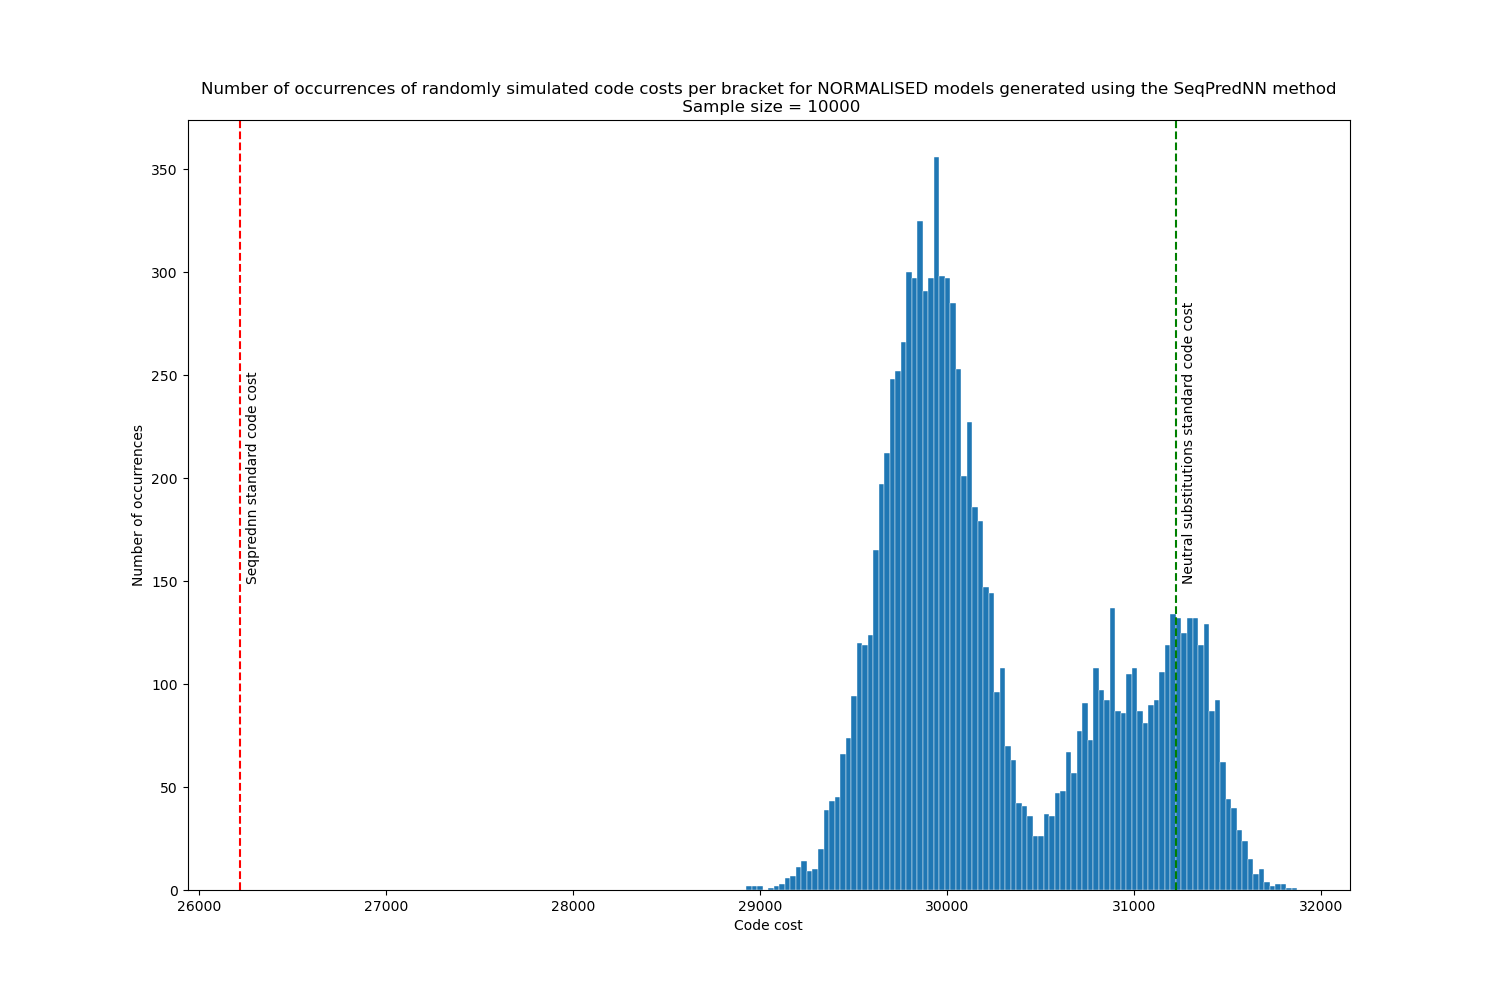 Number of occurrences of randomly simulated code costs per bracket for NORMALISED models generated using the SeqPredNN method
Sample size = 10000
350
300
250
200
150
100
50
0
Number of occurrences
Seqprednn standard code cost
Neutral substitutions standard code cost
26000
27000
28000
29000
30000
31000
32000
Code cost